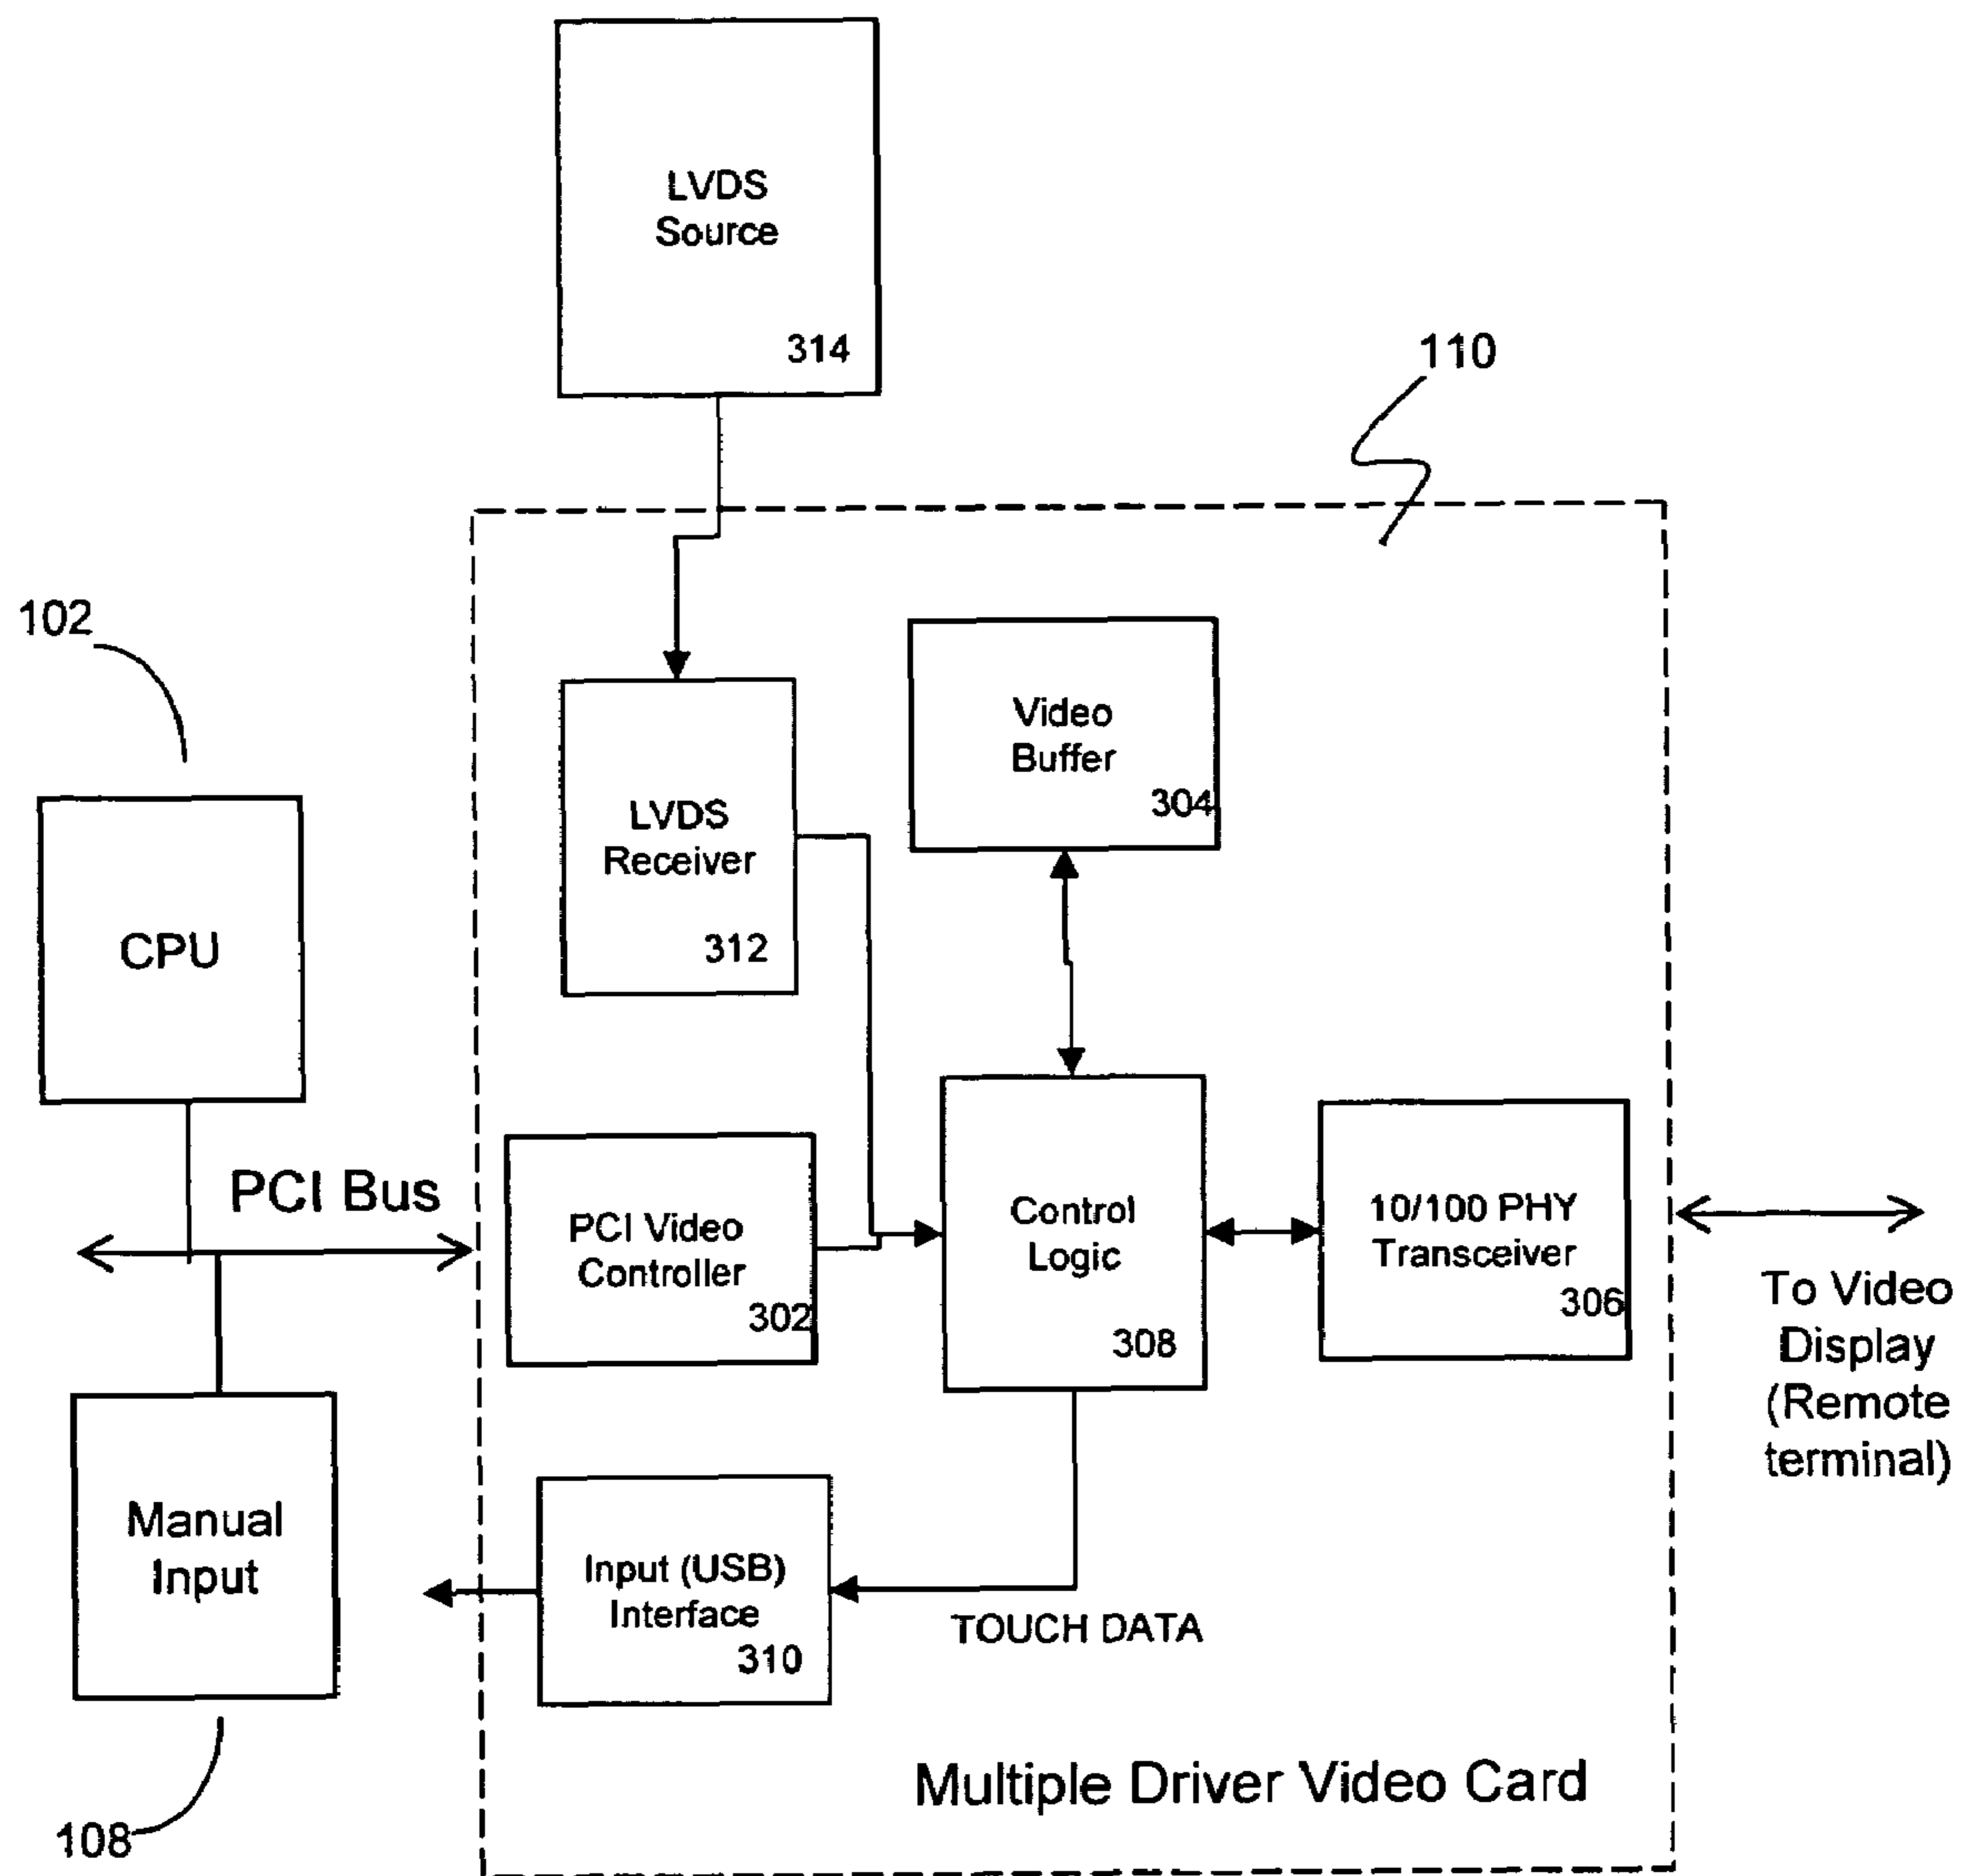 LVDS
Source
314
110
102
Video
Buffer
304
LVDS
Receiver
312
CPU
PCI Bus
PCI Video
Controller
302
Control
Logic
308
10/100 PHY
Transceiver
306
To Video
Display
(Remote
terminal)
Manual
Input
Input (USB)
Interface
310
TOUCH DATA
Multiple Driver Video Card
108